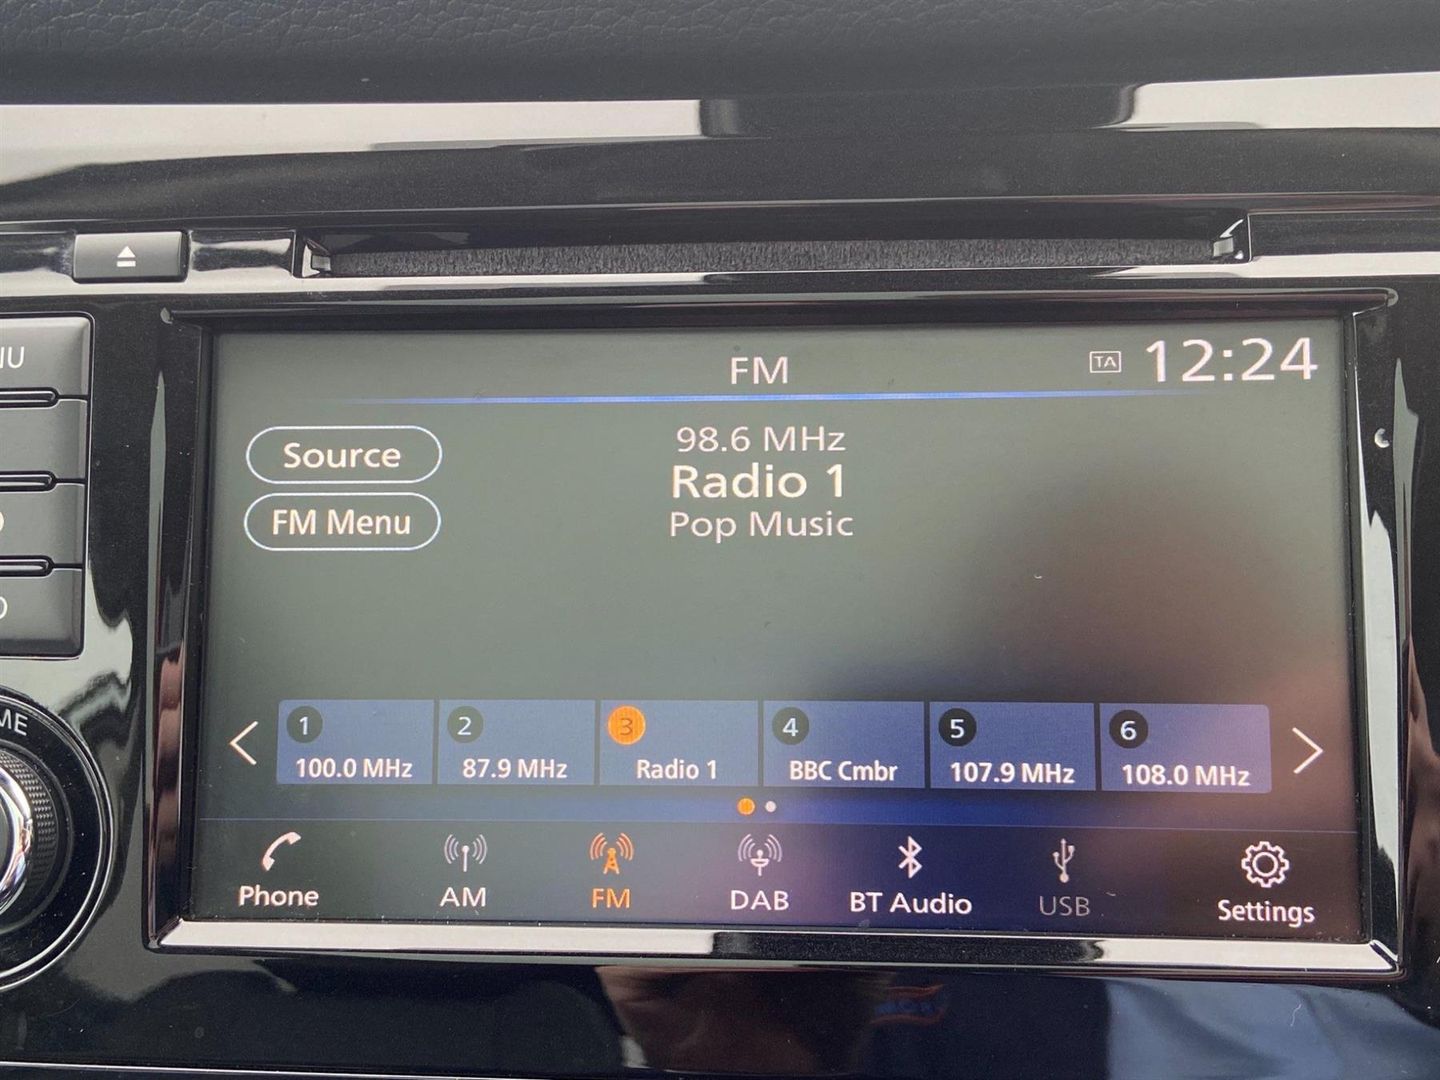 FM
TA 12:24
98.6 MHz
Radio 1
Pop Music
Source
FM Menu
1 2 3 4 5 6
100.0 MHz 87.9 MHz Radio 1 BBC Cmbr 107.9 MHz 108.0 MHz
Phone AM FM DAB BT Audio USB Settings